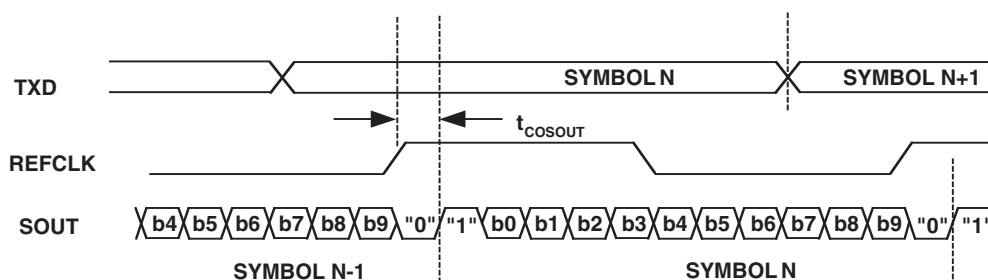 TXD SYMBOL N SYMBOL N+1
tCOSOUT
REFCLK
SOUT b4 b5 b6 b7 b8 b9 "0" "1" b0 b1 b2 b3 b4 b5 b6 b7 b8 b9 "0" "1"
SYMBOL N-1 SYMBOL N